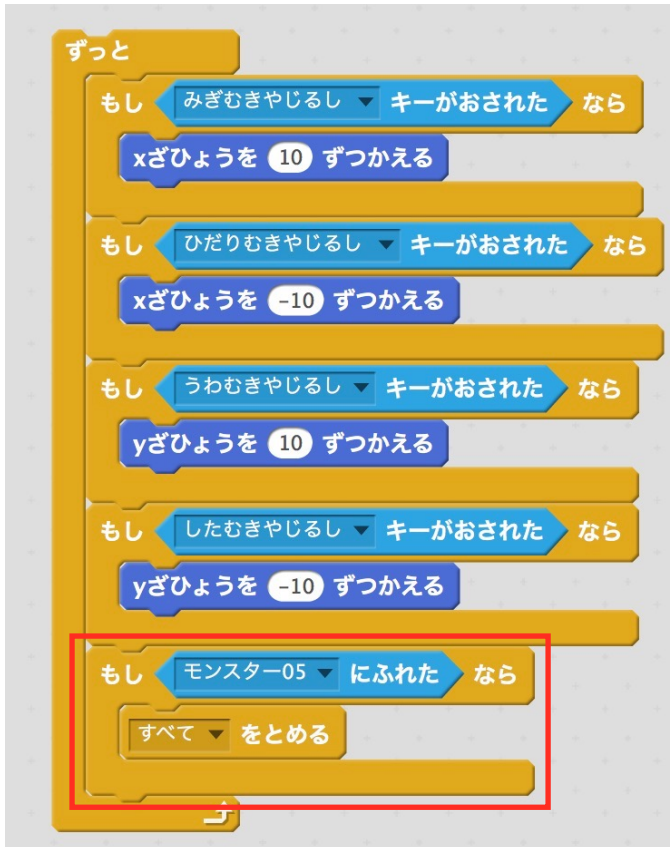 ずっと
もし みぎむきやじるし キーがおされた なら
xざひょうを 10 ずつかえる
もし ひだりむきやじるし キーがおされた なら
xざひょうを -10 ずつかえる
もし うわむきやじるし キーがおされた なら
yざひょうを 10 ずつかえる
もし したむきやじるし キーがおされた なら
yざひょうを -10 ずつかえる
もし モンスター05 にふれた なら
すべて をとめる